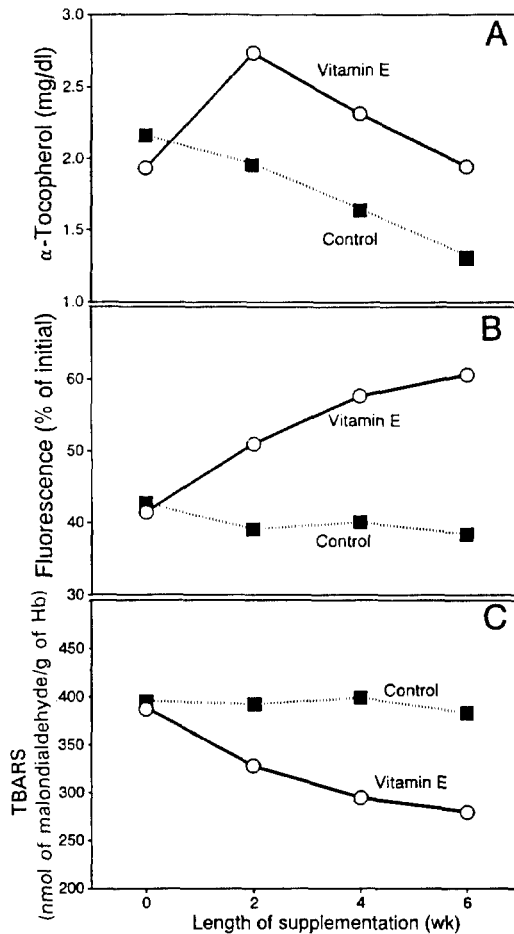 A
α-Tocopherol (mg/dl)
3.0
2.5
2.0
1.5
1.0
Vitamin E
Control
B
Fluorescence (% of initial)
60
50
40
30
Vitamin E
Control
C
TBARS
(nmol of malondialdehyde/g of Hb)
450
400
350
300
250
200
Control
Vitamin E
0 2 4 6
Length of supplementation (wk)